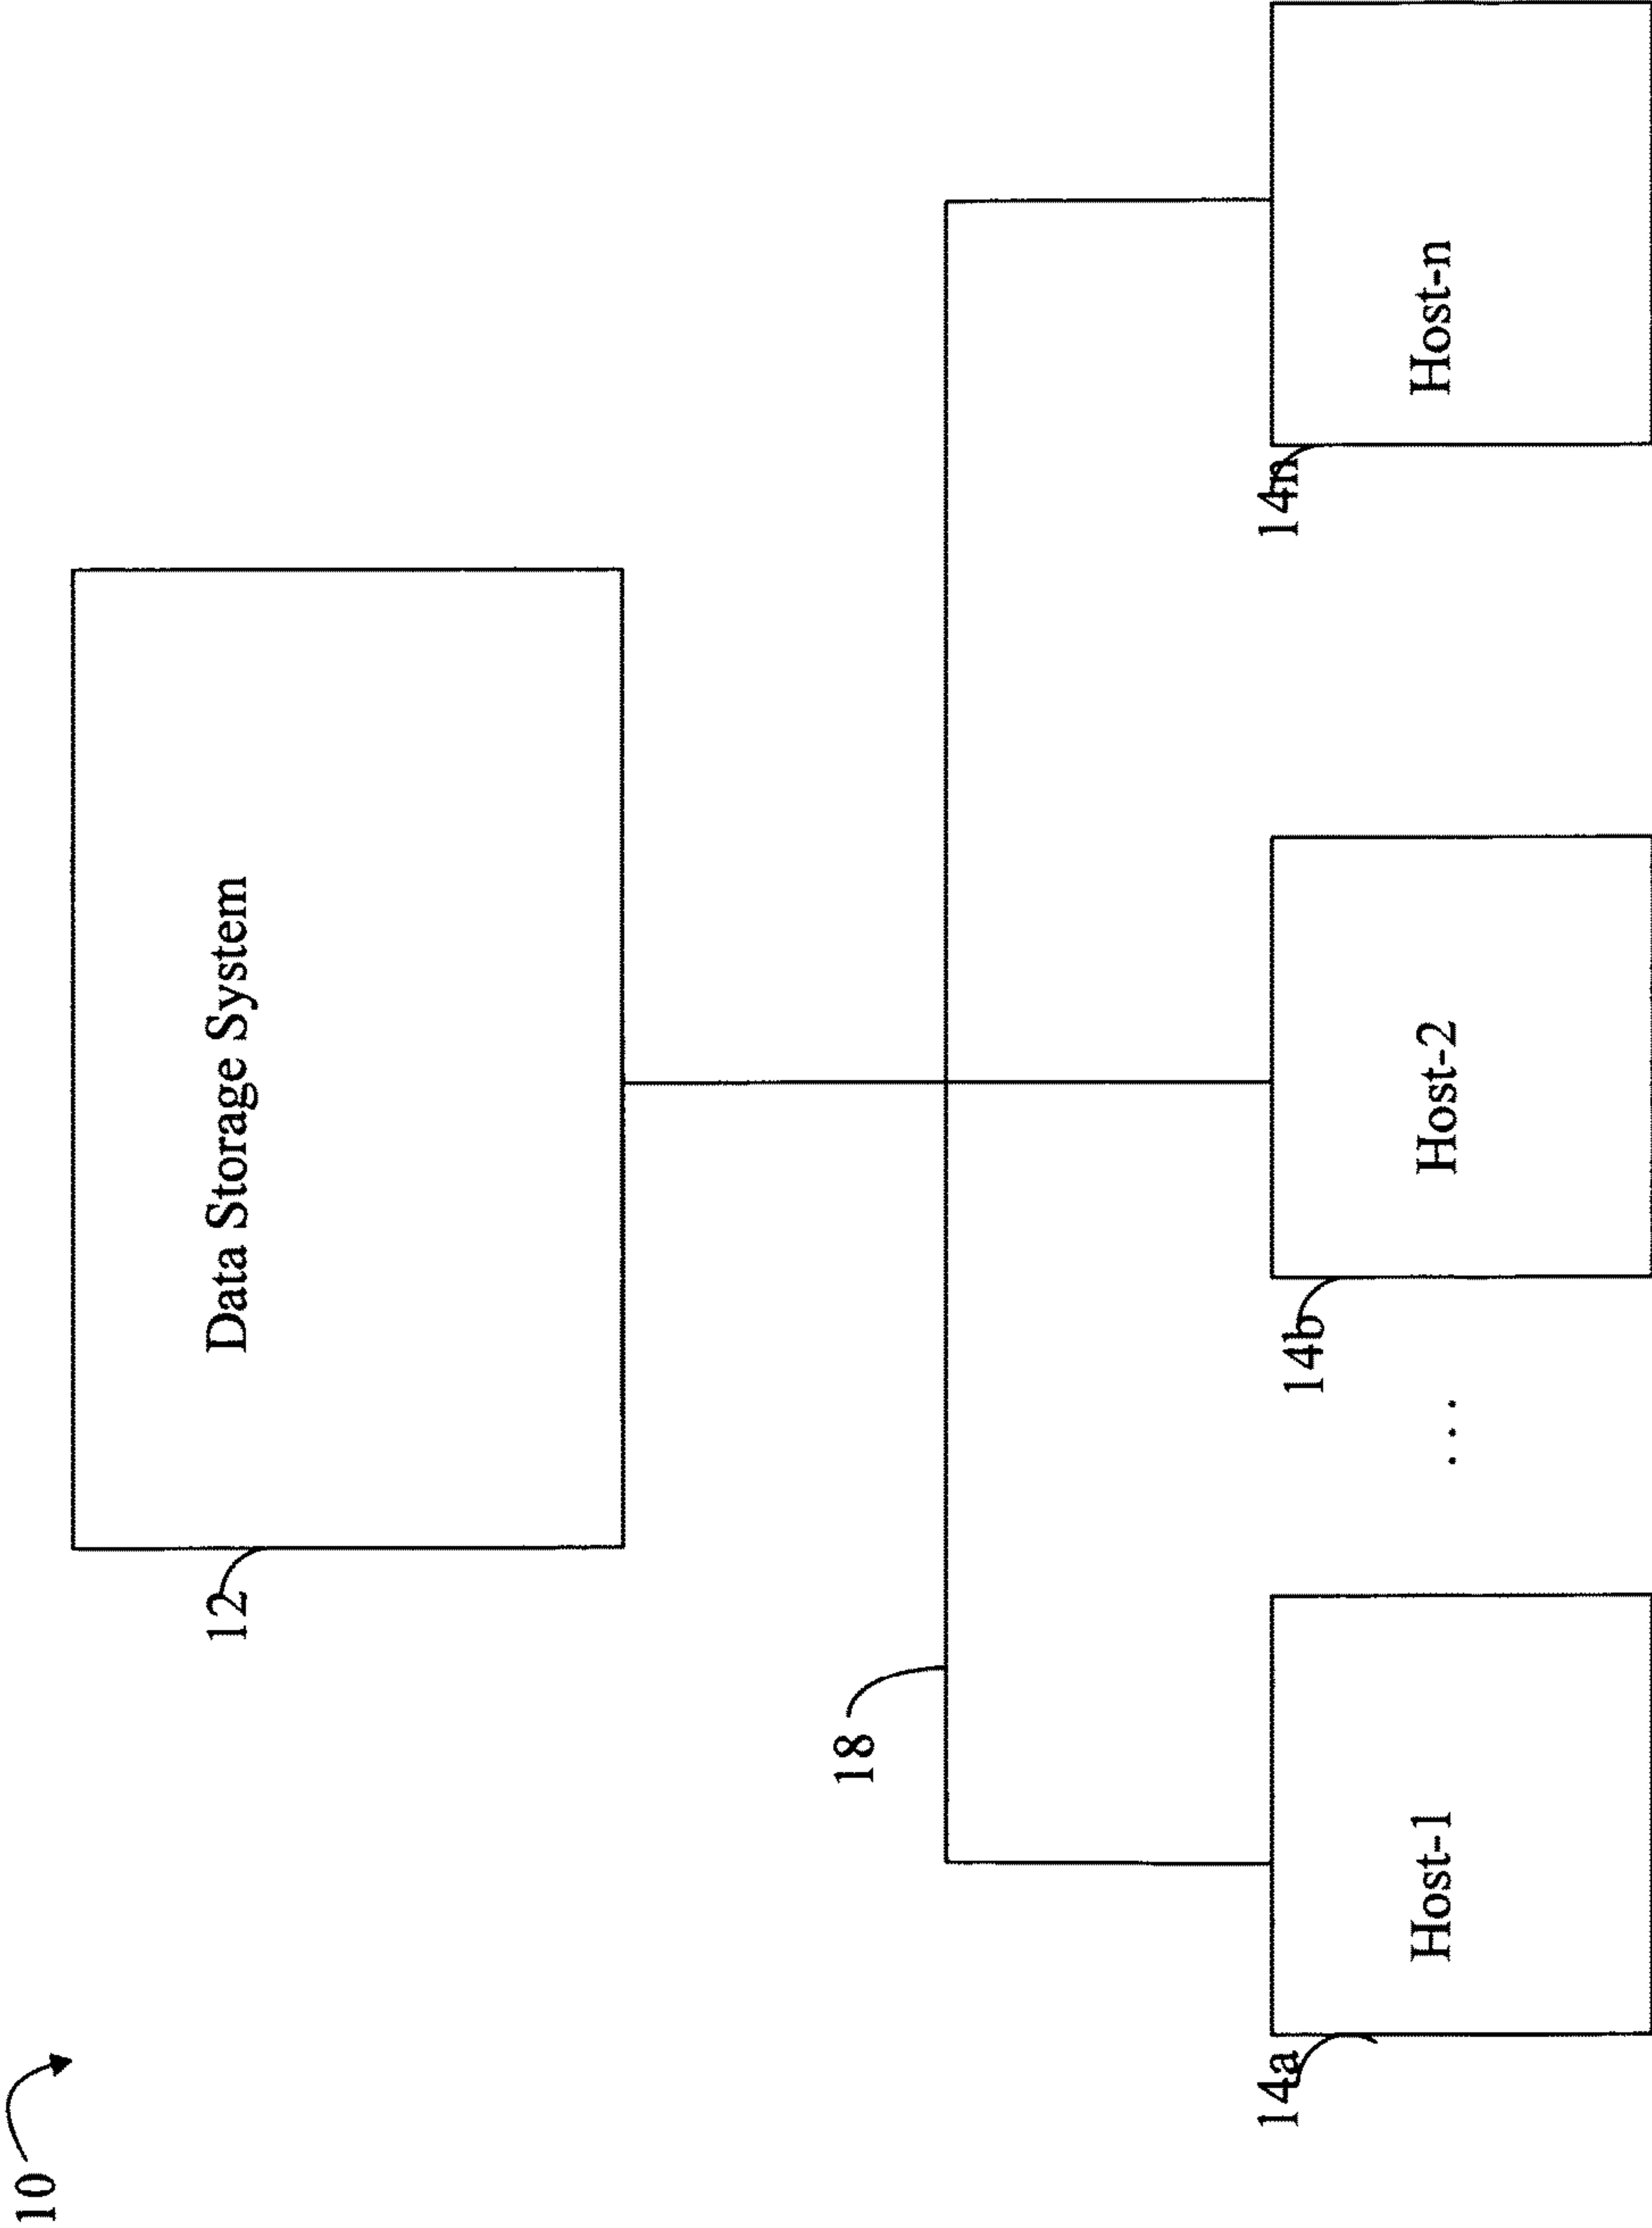 10
12
Data Storage System
18
14a
Host-1
. . .
14b
Host-2
14n
Host-n